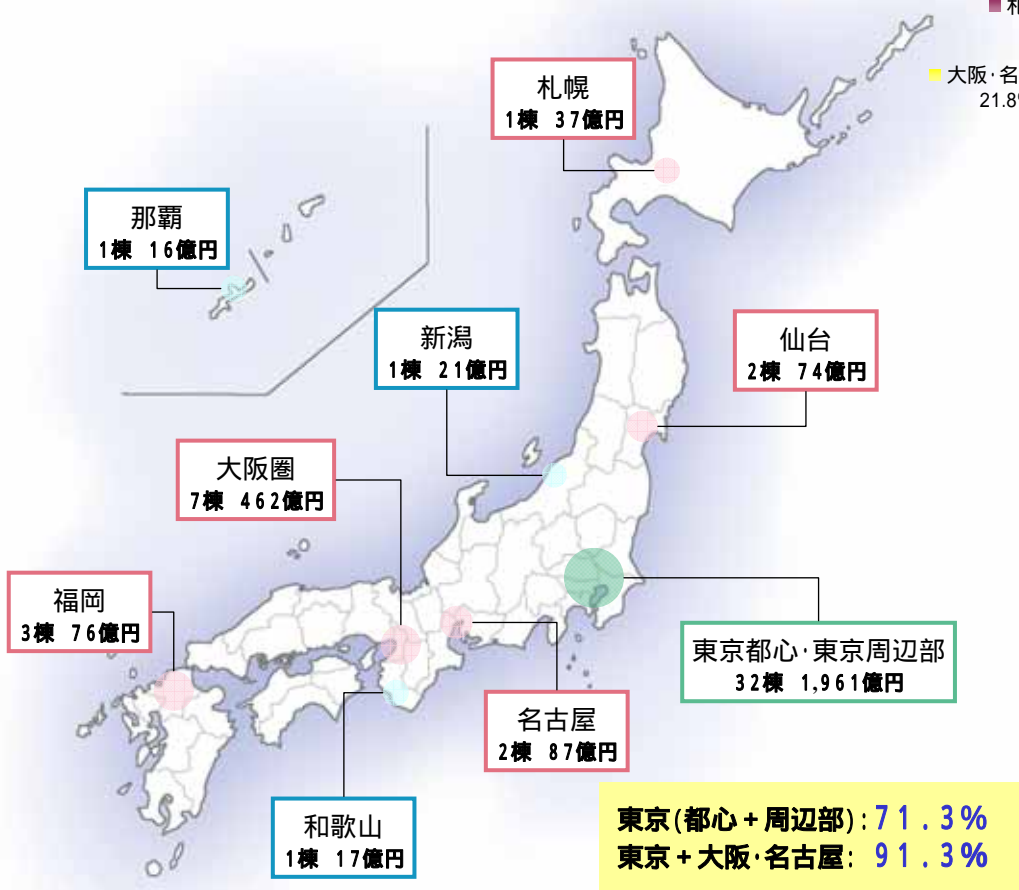 大阪・名
21.8
札幌
1棟 37億円
那覇
1棟 16億円
新潟
1棟 21億円
仙台
2棟 74億円
大阪圏
7棟 462億円
福岡
3棟 76億円
東京都心・東京周辺部
32棟 1,961億円
名古屋
2棟 87億円
和歌山
1棟 17億円
東京(都心+周辺部):71.3%
東京+大阪・名古屋: 91.3%